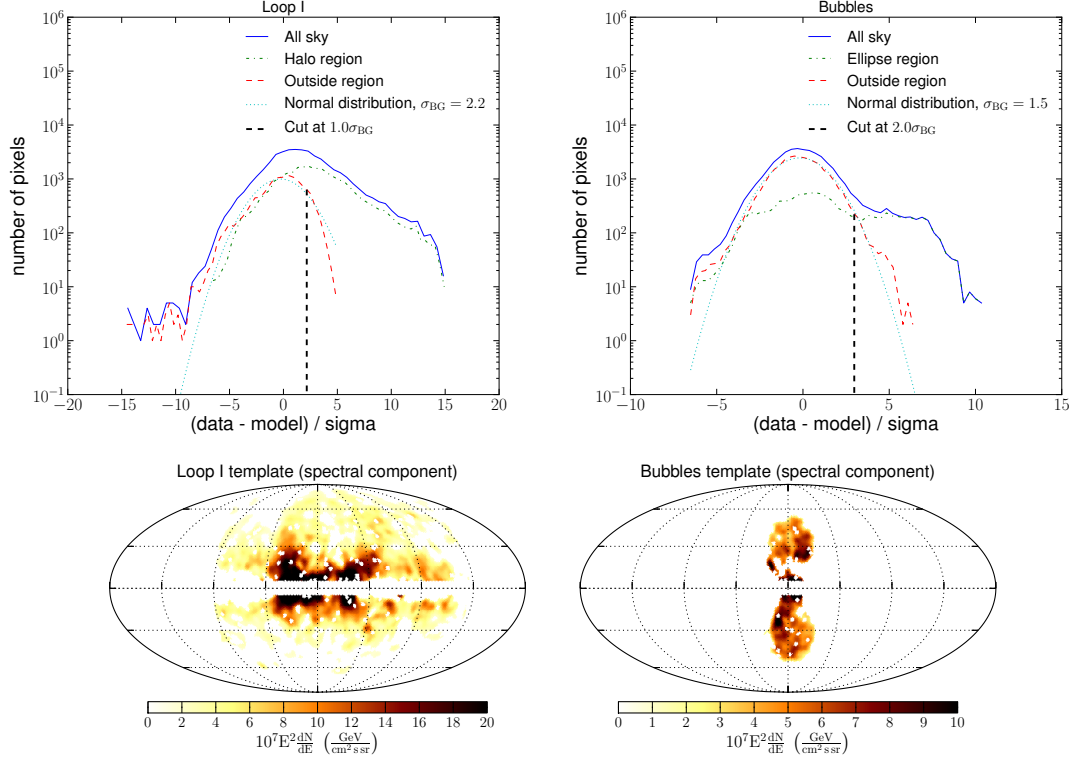 Loop I
10^6
10^5
10^4
10^3
10^2
10^1
10^0
10^-1
number of pixels
All sky
Halo region
Outside region
Normal distribution, σ_BG = 2.2
Cut at 1.0σ_BG
−20 −15 −10 −5 0 5 10 15 20
(data - model) / sigma
Bubbles
10^6
10^5
10^4
10^3
10^2
10^1
10^0
10^-1
number of pixels
All sky
Ellipse region
Outside region
Normal distribution, σ_BG = 1.5
Cut at 2.0σ_BG
−10 −5 0 5 10 15
(data - model) / sigma
Loop I template (spectral component)
0 2 4 6 8 10 12 14 16 18 20
10^7 E^2 dN/dE (GeV / cm^2 s sr)
Bubbles template (spectral component)
0 1 2 3 4 5 6 7 8 9 10
10^7 E^2 dN/dE (GeV / cm^2 s sr)